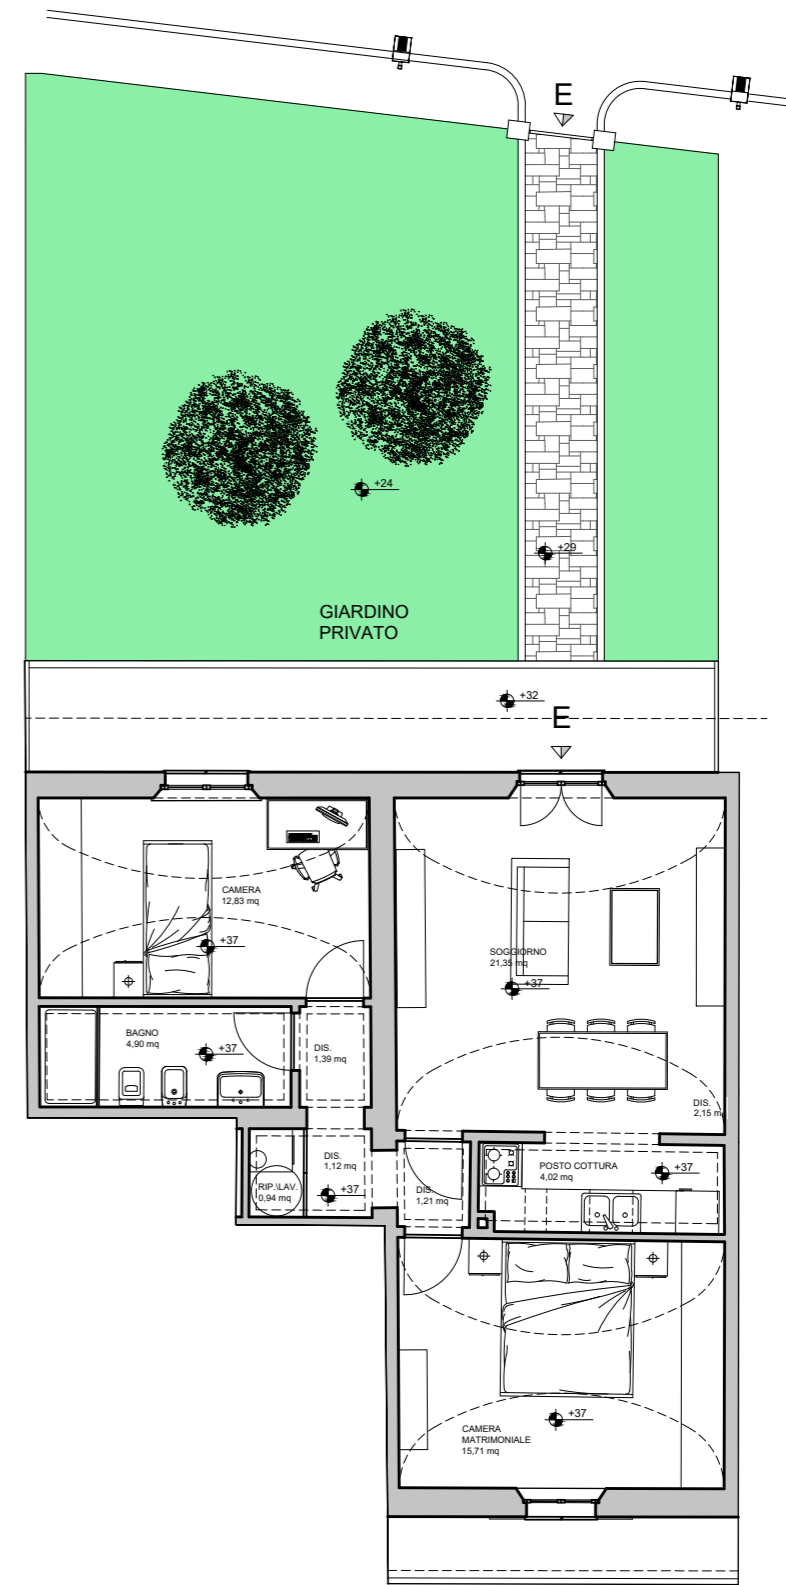 E
+24
+29
GIARDINO
PRIVATO
+32
E
CAMERA
12,83 mq
+37
SOGGIORNO
21,35 mq
+37
BAGNO
4,90 mq
+37
DIS.
1,39 mq
DIS.
2,15 m
DIS.
1,12 mq
+37
RIP.\LAV.
0,94 mq
DIS.
1,21 mq
POSTO COTTURA
4,02 mq
+37
+37
CAMERA
MATRIMONIALE
15,71 mq